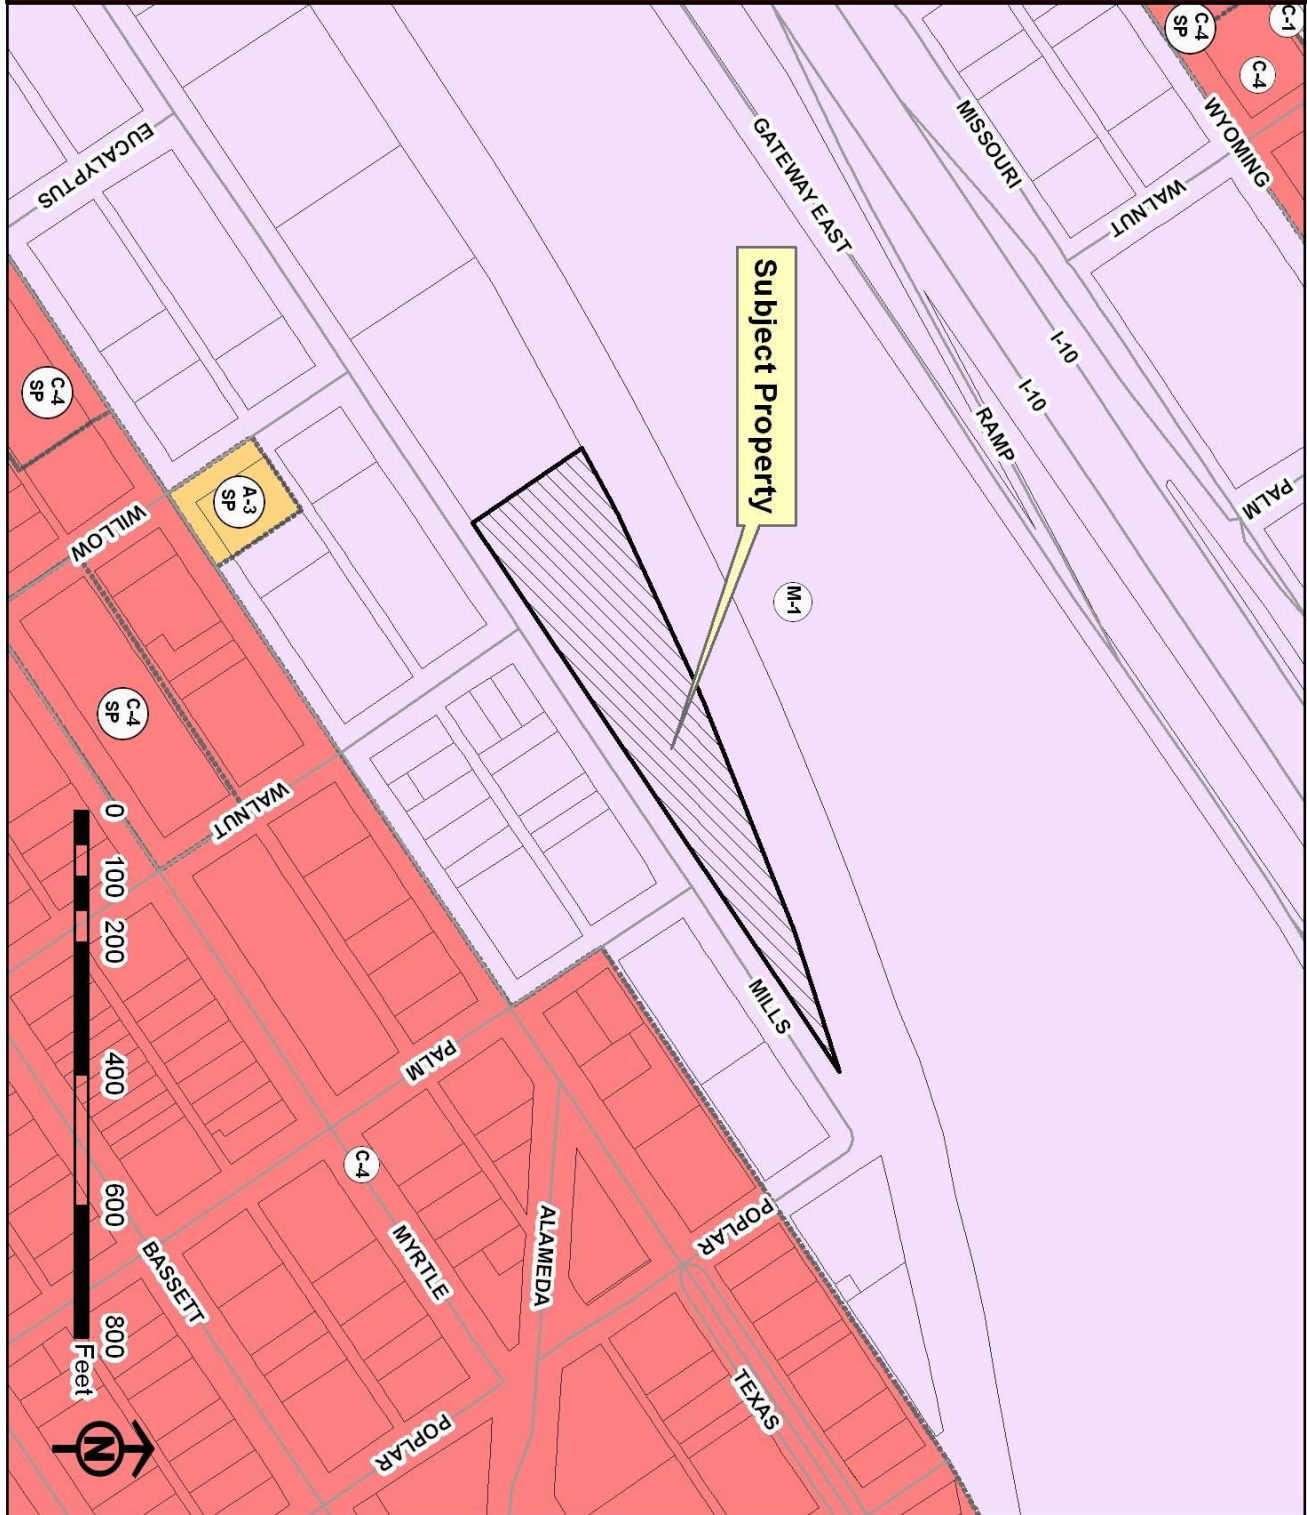 C-1
C-4
C-4
SP
WYOMING
WALNUT
MISSOURI
GATEWAY EAST
I-10
I-10
RAMP
PALM
EUCALYPTUS
Subject Property
M-1
C-4
SP
A-3
SP
WILLOW
C-4
SP
WALNUT
MILLS
PALM
POPLAR
C-4
MYRTLE
ALAMEDA
TEXAS
BASSETT
POPLAR
0 100 200 400 600 800
Feet
N